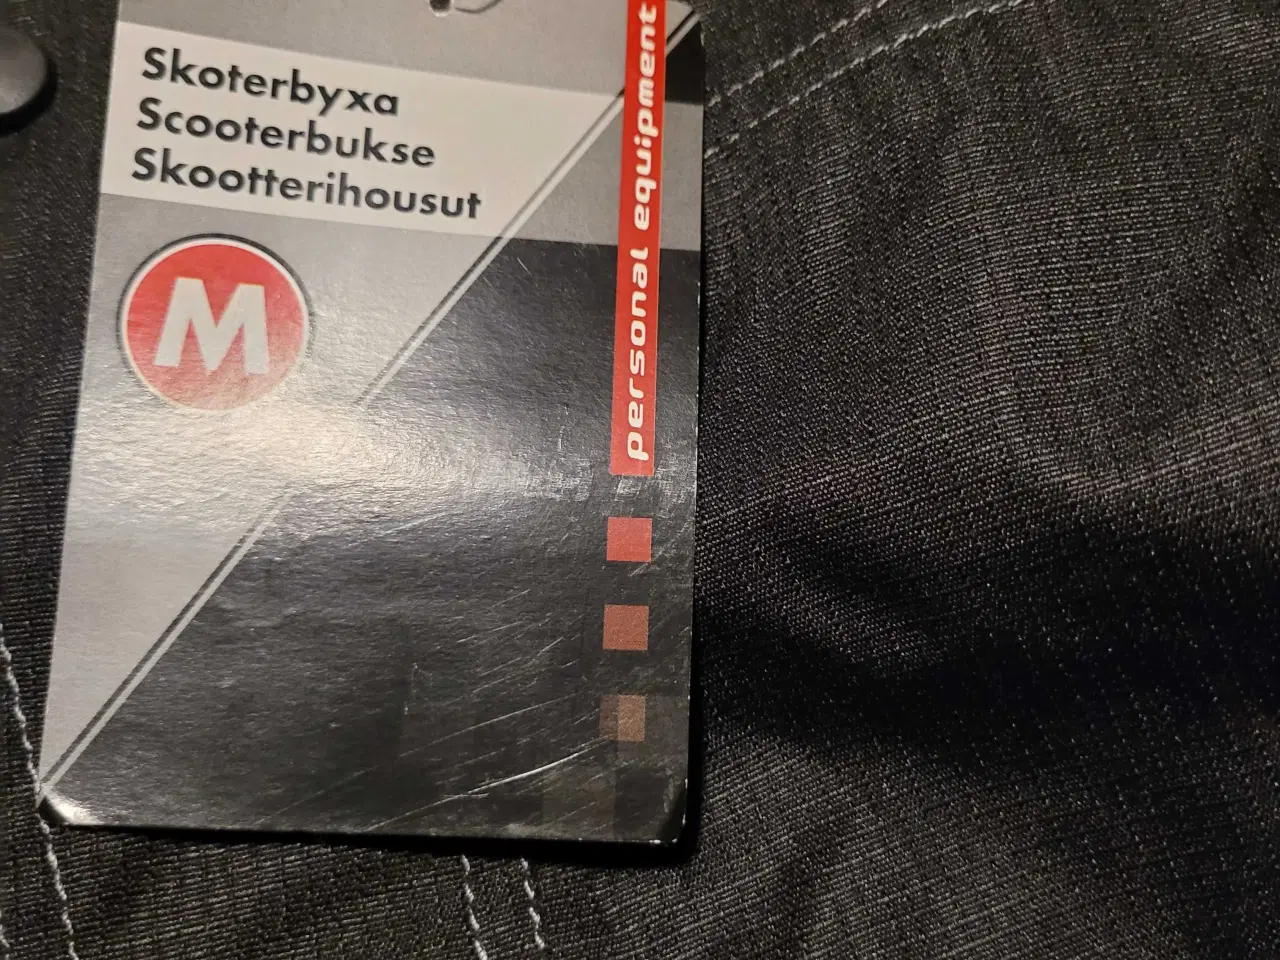 Skoterbyxa
Scooterbukse
Skootterihousut
M
personal equipment